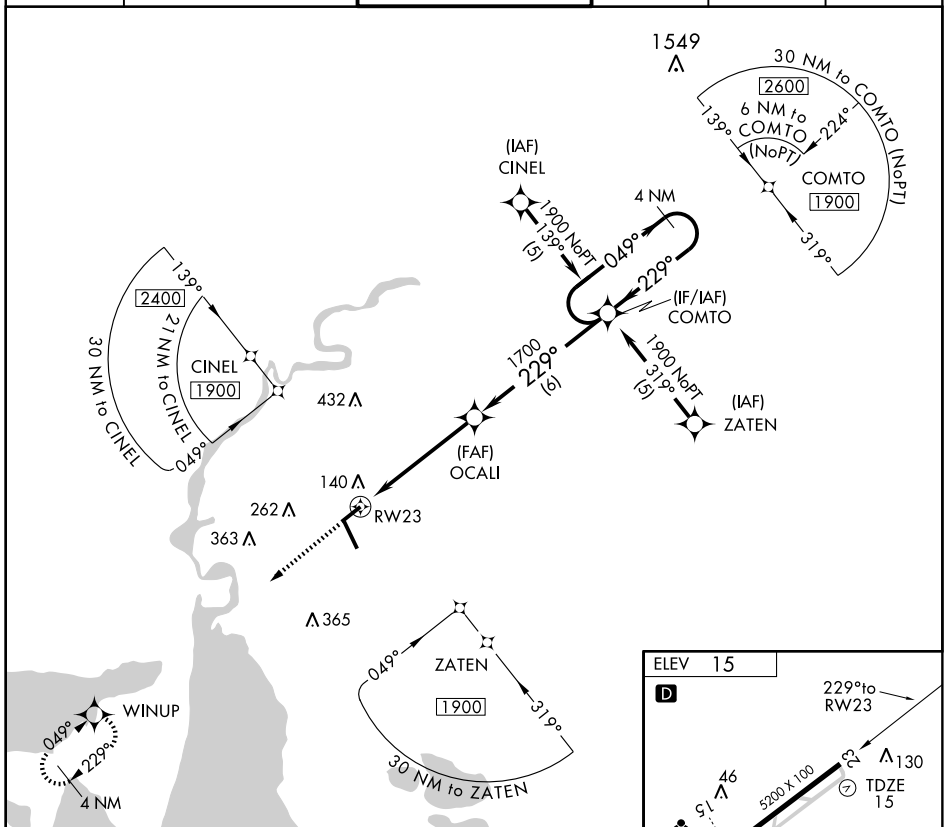 1549
30 NM to COMTO (NoPT)
2600
6 NM to
COMTO
(NoPT)
139°
224°
COMTO
1900
319°
(IAF)
CINEL
1900 NoPT
139°
(5)
4 NM
049°
229°
(IF/IAF)
COMTO
1700
229°
(6)
1900 NoPT
319°
(5)
(IAF)
ZATEN
139°
2400
21 NM to CINEL
30 NM to CINEL
CINEL
1900
049°
432
(FAF)
OCALI
140
RW23
262
363
365
049°
ZATEN
1900
319°
30 NM to ZATEN
WINUP
049°
229°
4 NM
ELEV 15
D
229° to
RW23
23
130
TDZE
15
46
15
5200 X 100